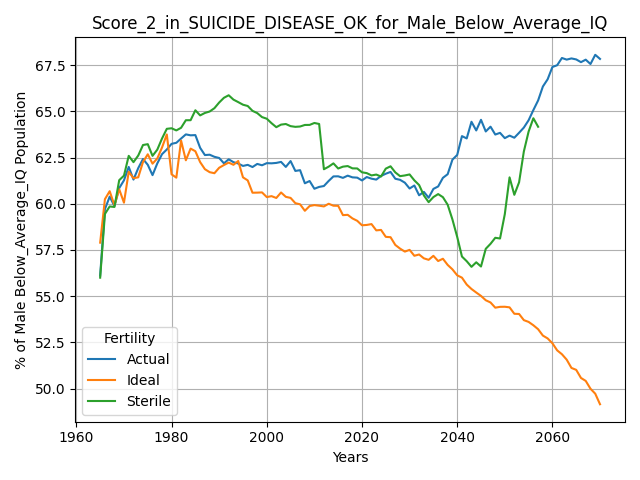 Score_2_in_SUICIDE_DISEASE_OK_for_Male_Below_Average_IQ
67.5
65.0
62.5
60.0
57.5
55.0
52.5
50.0
% of Male Below_Average_IQ Population
Fertility
Actual
Ideal
Sterile
1960
1980
2000
2020
2040
2060
Years